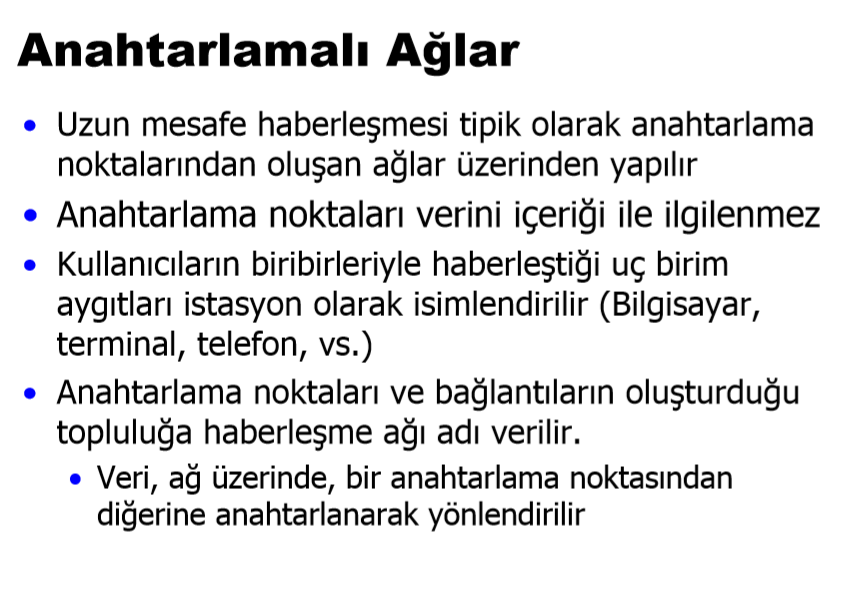 Anahtarlamalı Ağlar
• Uzun mesafe haberleşmesi tipik olarak anahtarlama
noktalarından oluşan ağlar üzerinden yapılır
• Anahtarlama noktaları verini içeriği ile ilgilenmez
• Kullanıcıların biribirleriyle haberleştiği uç birim
aygıtları istasyon olarak isimlendirilir (Bilgisayar,
terminal, telefon, vs.)
• Anahtarlama noktaları ve bağlantıların oluşturduğu
topluluğa haberleşme ağı adı verilir.
• Veri, ağ üzerinde, bir anahtarlama noktasından
diğerine anahtarlanarak yönlendirilir